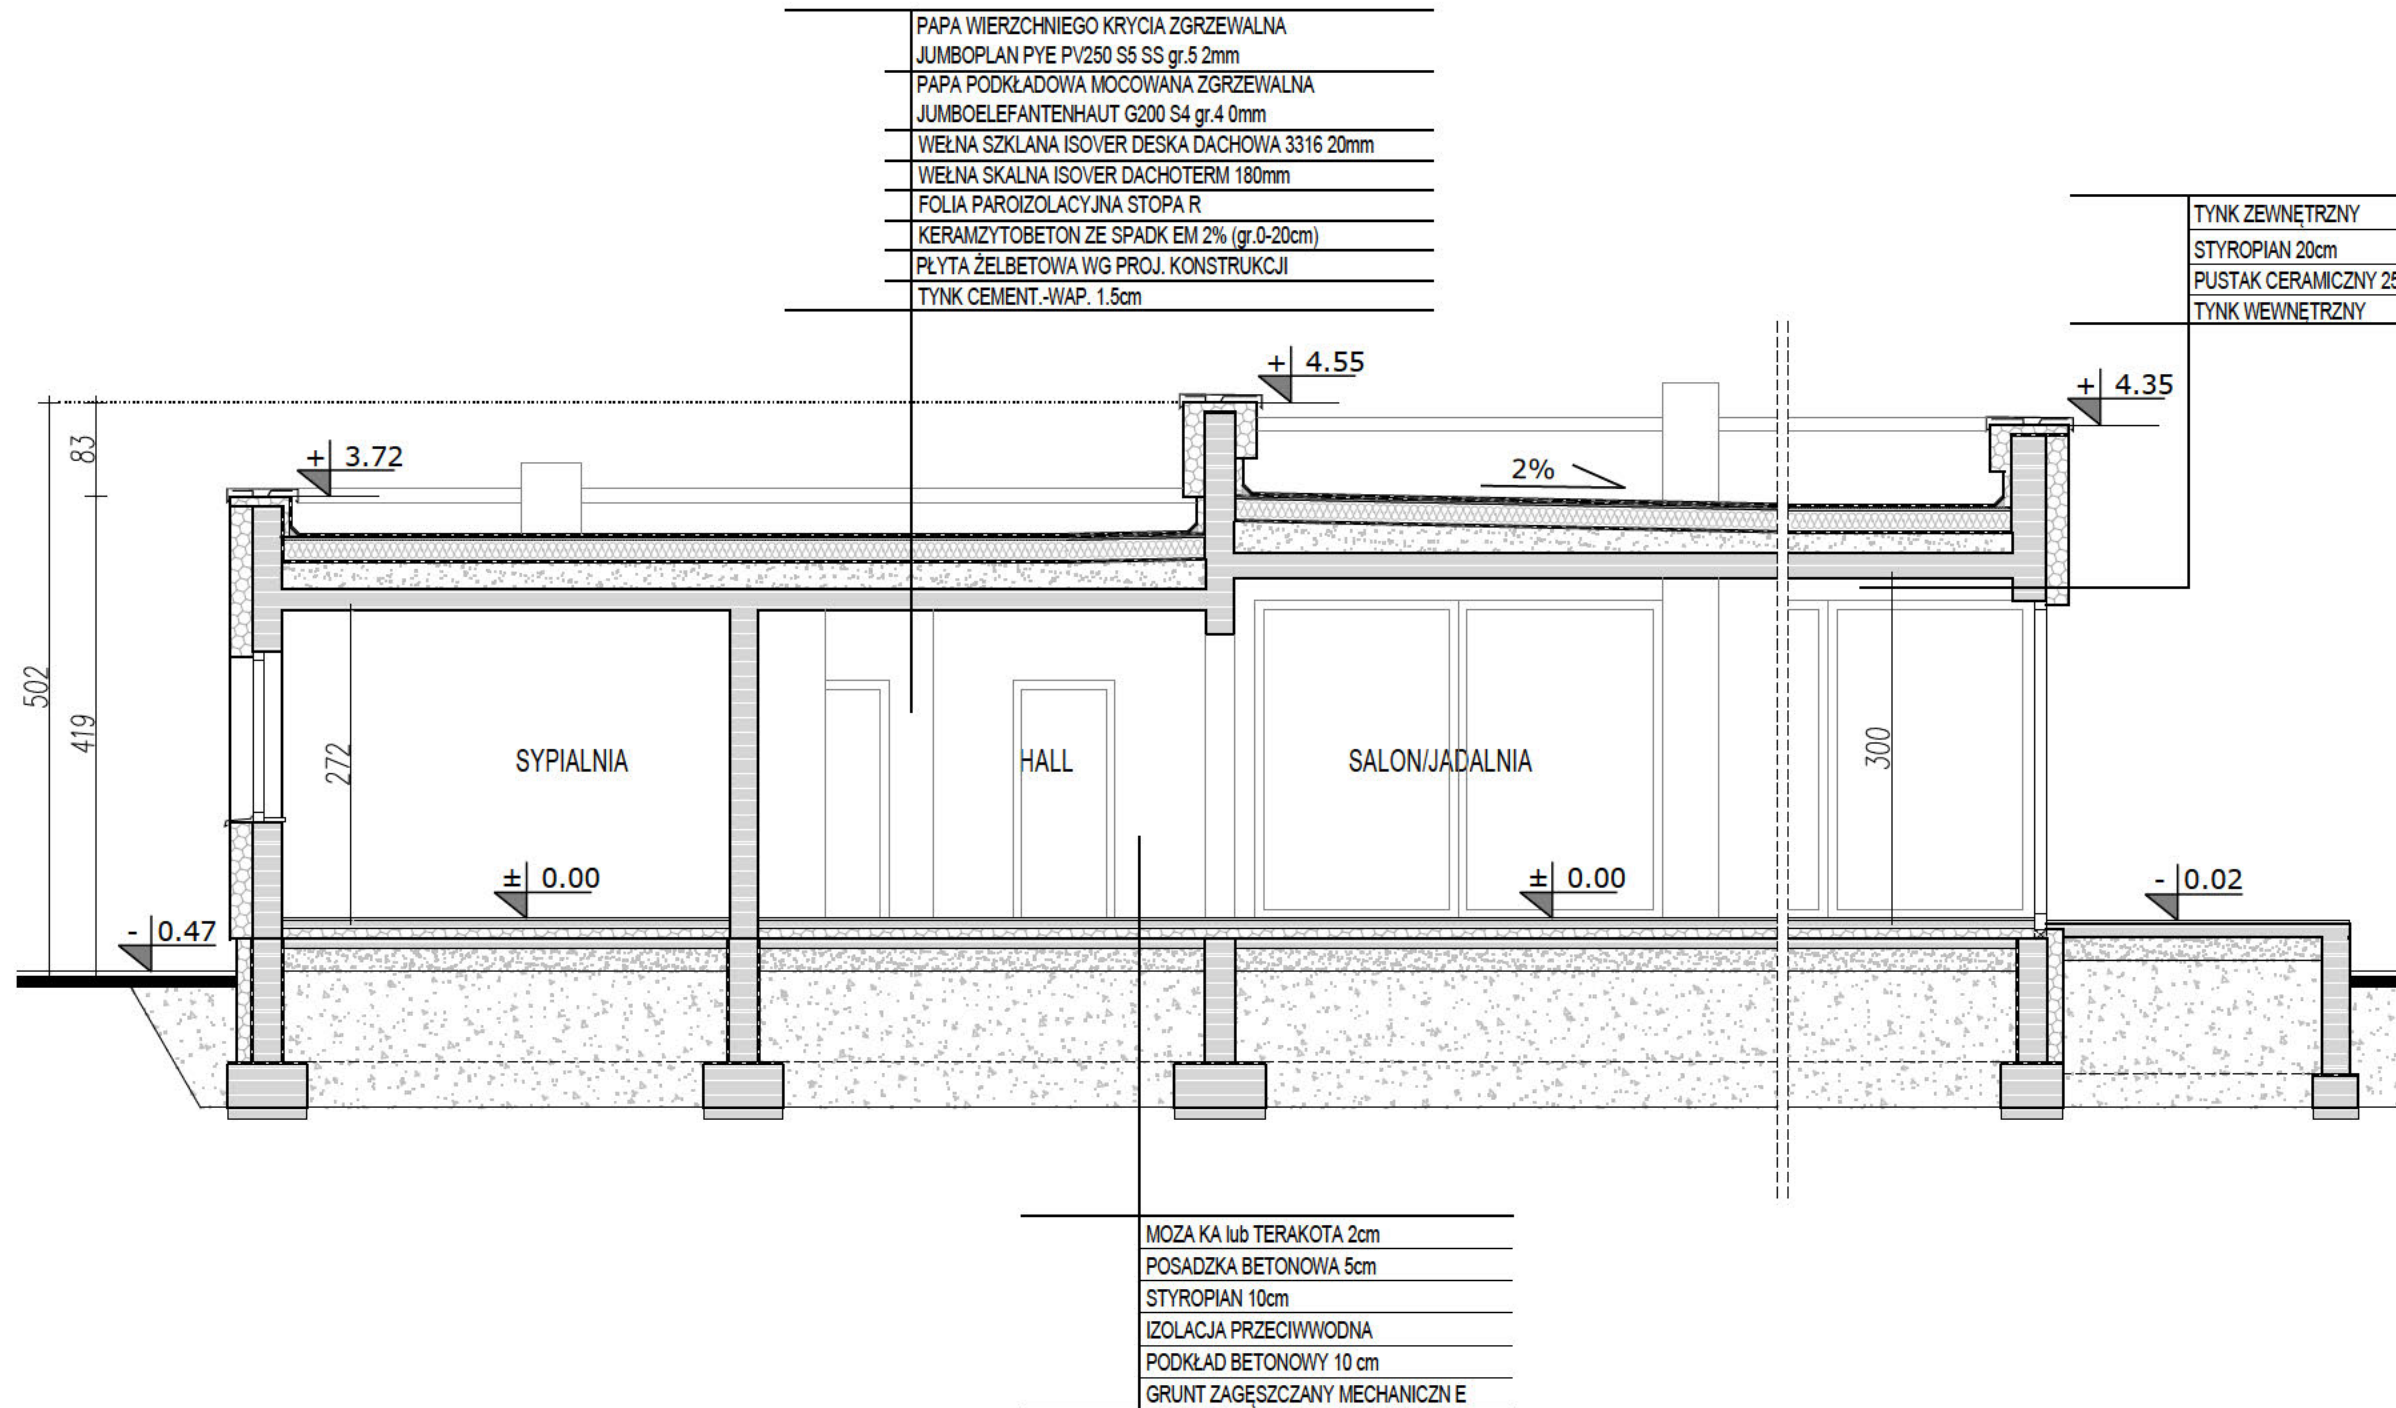 PAPA WIERZCHNIEGO KRYCIA ZGRZEWALNA
JUMBOPLAN PYE PV250 S5 SS gr.5 2mm
PAPA PODKŁADOWA MOCOWANA ZGRZEWALNA
JUMBOELEFANTENHAUT G200 S4 gr.4 0mm
WEŁNA SZKLANA ISOVER DESKA DACHOWA 3316 20mm
WEŁNA SKALNA ISOVER DACHOTERM 180mm
FOLIA PAROIZOLACYJNA STOPA R
KERAMZYTOBETON ZE SPADK EM 2% (gr.0-20cm)
PŁYTA ŻELBETOWA WG PROJ. KONSTRUKCJI
TYNK CEMENT.-WAP. 1.5cm
TYNK ZEWNĘTRZNY
STYROPIAN 20cm
PUSTAK CERAMICZNY 25
TYNK WEWNĘTRZNY
+ 4.55
+ 4.35
+ 3.72
83
2%
502
419
272
SYPIALNIA
HALL
SALON/JADALNIA
300
± 0.00
± 0.00
- 0.02
- 0.47
MOZA KA lub TERAKOTA 2cm
POSADZKA BETONOWA 5cm
STYROPIAN 10cm
IZOLACJA PRZECIWWODNA
PODKŁAD BETONOWY 10 cm
GRUNT ZAGĘSZCZANY MECHANICZN E